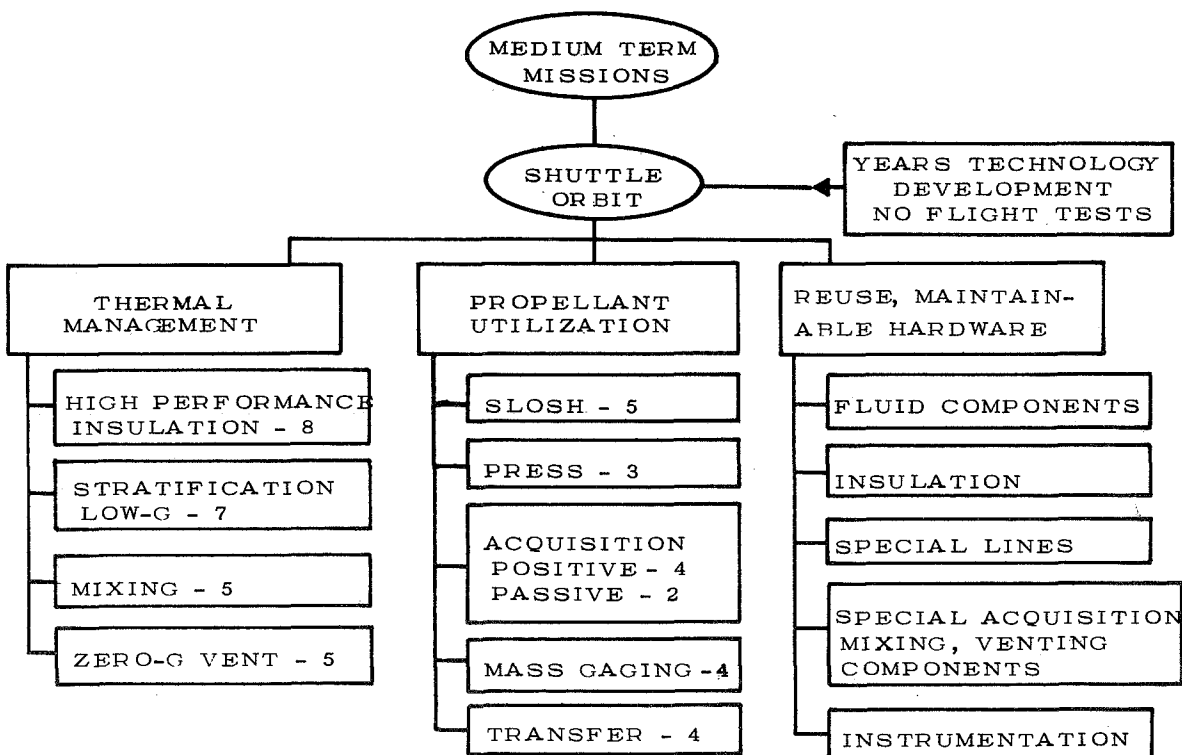 MEDIUM TERM
MISSIONS
SHUTTLE
ORBIT
YEARS TECHNOLOGY
DEVELOPMENT
NO FLIGHT TESTS
THERMAL
MANAGEMENT
HIGH PERFORMANCE
INSULATION - 8
STRATIFICATION
LOW-G - 7
MIXING - 5
ZERO-G VENT - 5
PROPELLANT
UTILIZATION
SLOSH - 5
PRESS - 3
ACQUISITION
POSITIVE - 4
PASSIVE - 2
MASS GAGING -4
TRANSFER - 4
REUSE, MAINTAIN-
ABLE HARDWARE
FLUID COMPONENTS
INSULATION
SPECIAL LINES
SPECIAL ACQUISITION
MIXING, VENTING
COMPONENTS
INSTRUMENTATION